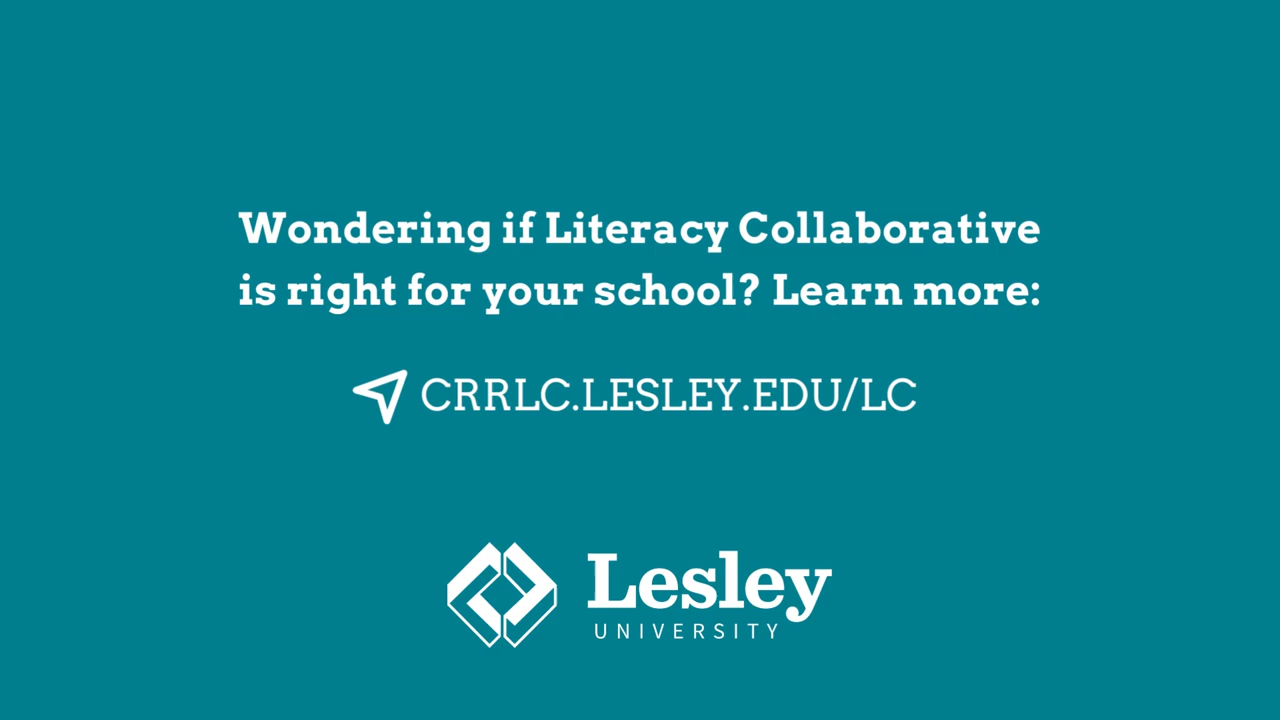 Wondering if Literacy Collaborative
is right for your school? Learn more:
CRRLC.LESLEY.EDU/LC
Lesley
UNIVERSITY